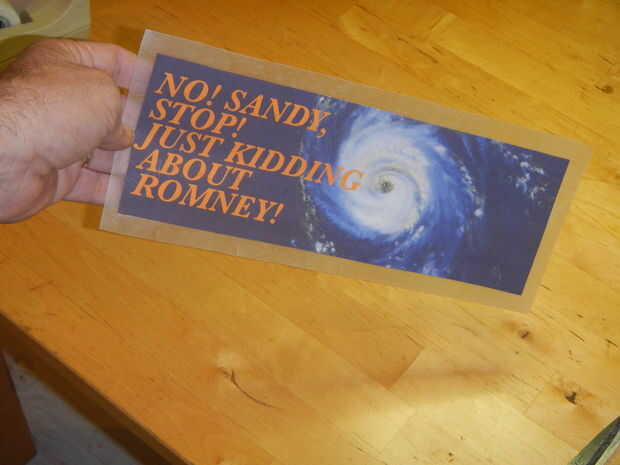 NO! SANDY,
STOP!
JUST KIDDING
ABOUT
ROMNEY!